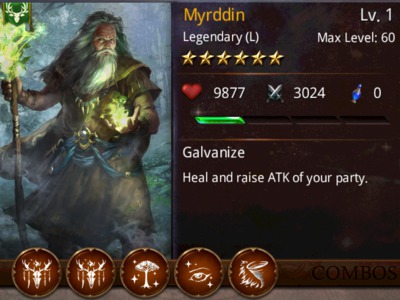 Myrddin
Lv. 1
Legendary (L)
Max Level: 60
9877
3024
0
Galvanize
Heal and raise ATK of your party.
COMBOS